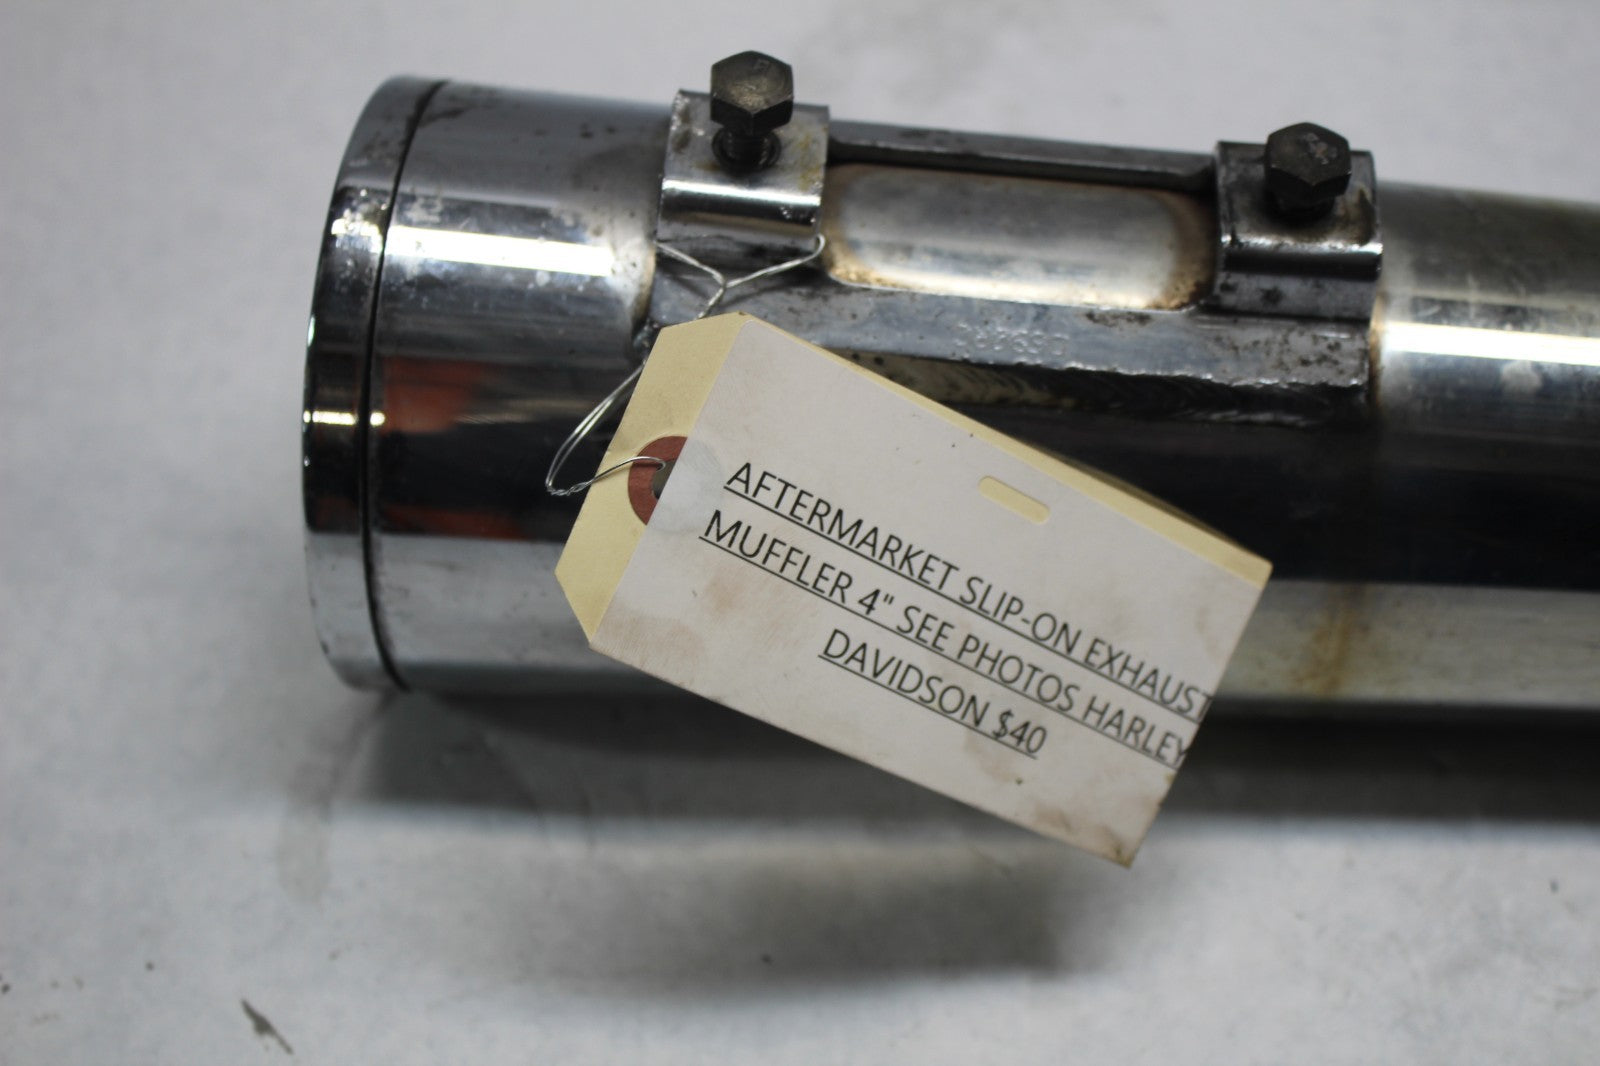 AFTERMARKET SLIP-ON EXHAUST
MUFFLER 4" SEE PHOTOS HARLEY
DAVIDSON $40